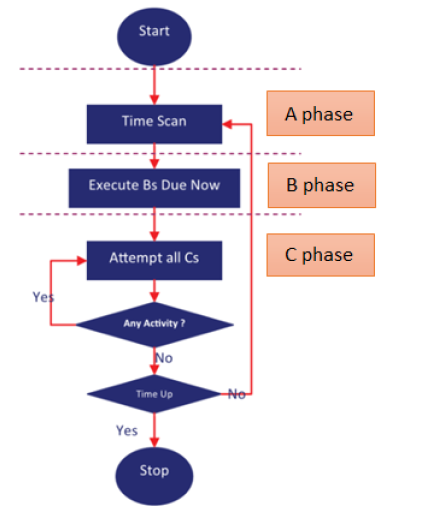 Start
Time Scan
A phase
Execute Bs Due Now
B phase
Attempt all Cs
C phase
Yes
Any Activity ?
No
Time Up
No
Yes
Stop